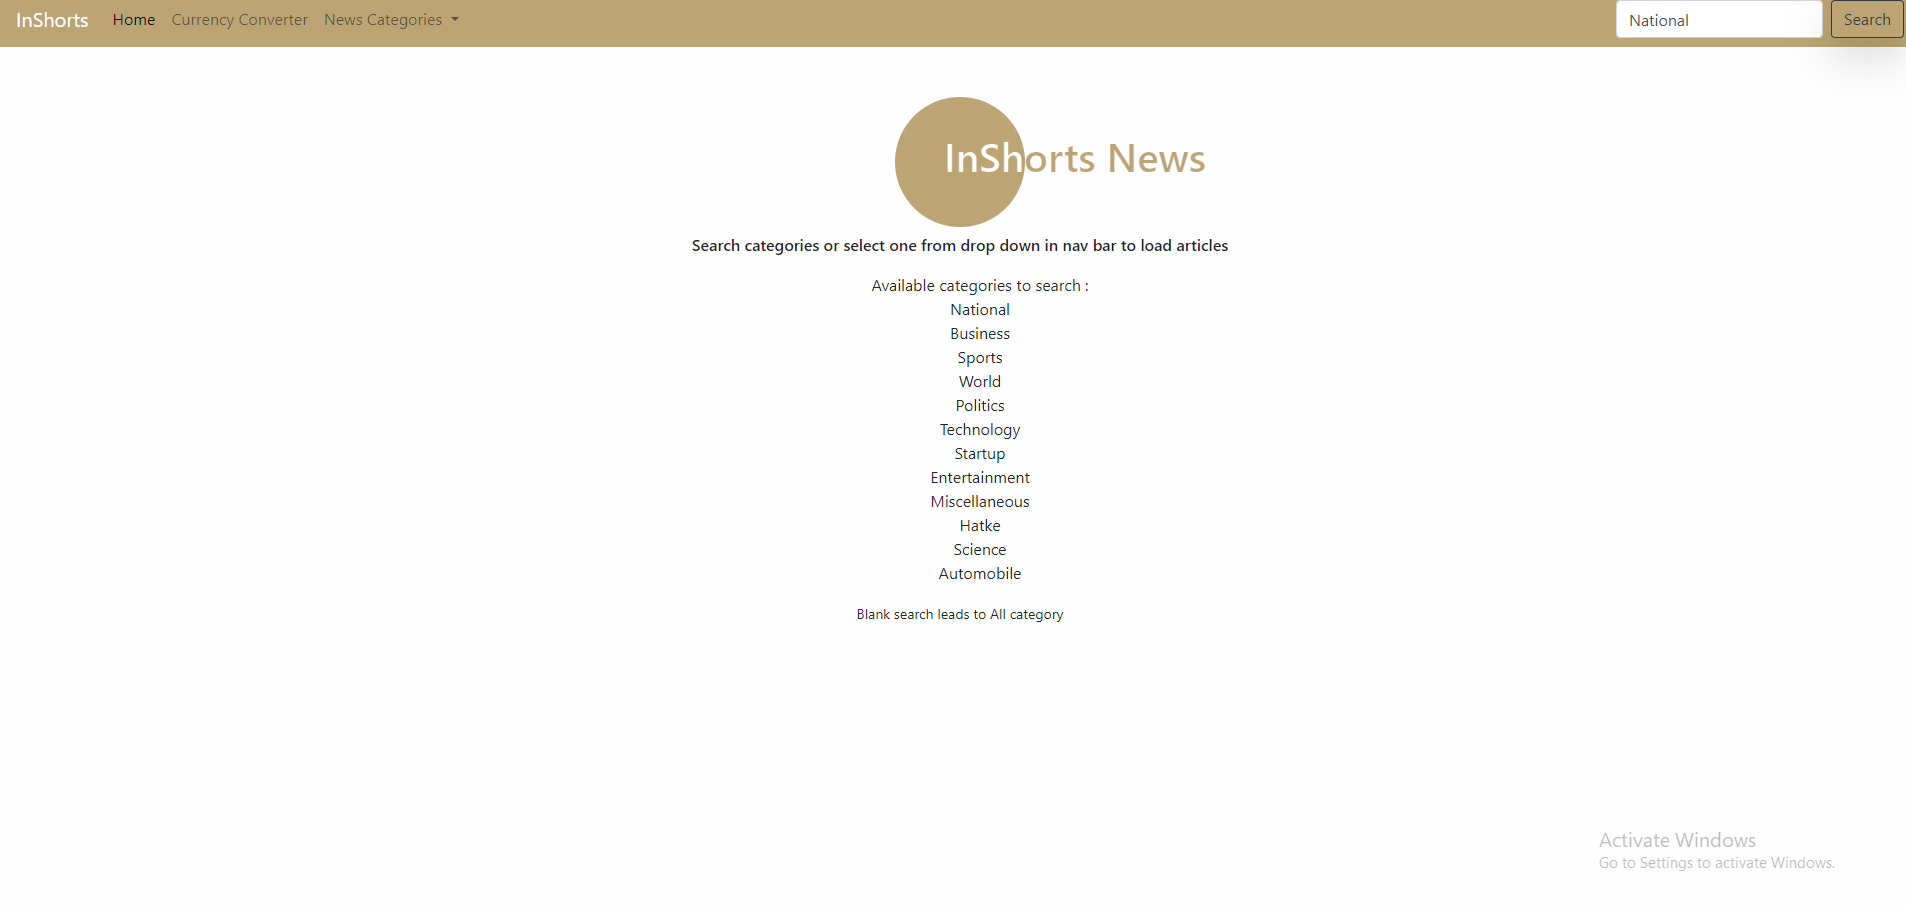 InShorts Home Currency Converter News Categories National Search
InShorts News
Search categories or select one from drop down in nav bar to load articles
Available categories to search :
National
Business
Sports
World
Politics
Technology
Startup
Entertainment
Miscellaneous
Hatke
Science
Automobile
Blank search leads to All category
Activate Windows
Go to Settings to activate Windows.